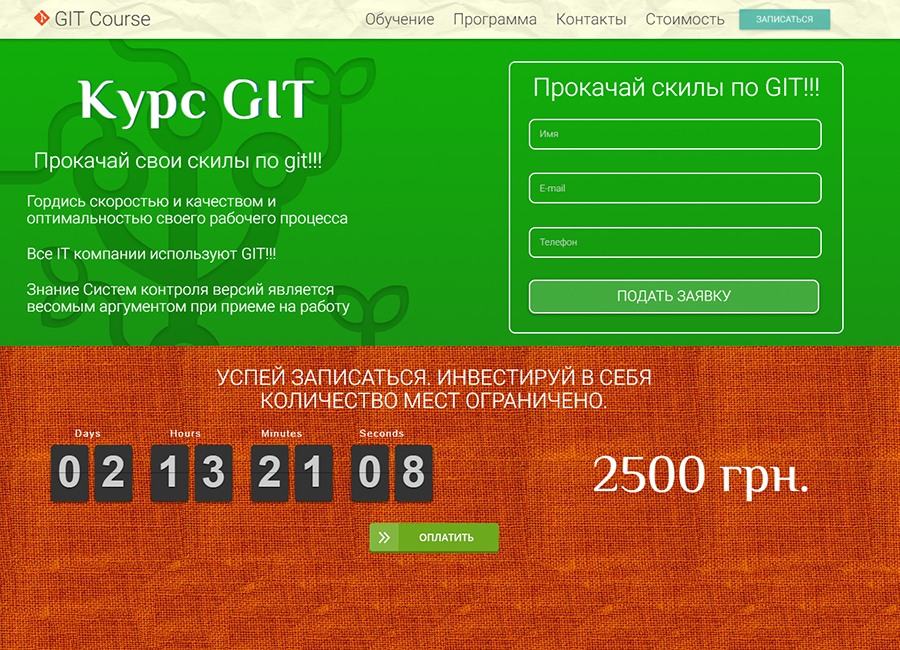 GIT Course
Обучение Программа Контакты Стоимость ЗАПИСАТЬСЯ
Курс GIT
Прокачай свои скилы по git!!!
Гордись скоростью и качеством и
оптимальностью своего рабочего процесса
Все IT компании используют GIT!!!
Знание Систем контроля версий является
весомым аргументом при приеме на работу
Прокачай скилы по GIT!!!
Имя
E-mail
Телефон
ПОДАТЬ ЗАЯВКУ
УСПЕЙ ЗАПИСАТЬСЯ. ИНВЕСТИРУЙ В СЕБЯ
КОЛИЧЕСТВО МЕСТ ОГРАНИЧЕНО.
Days Hours Minutes Seconds
02 13 21 08
2500 грн.
ОПЛАТИТЬ